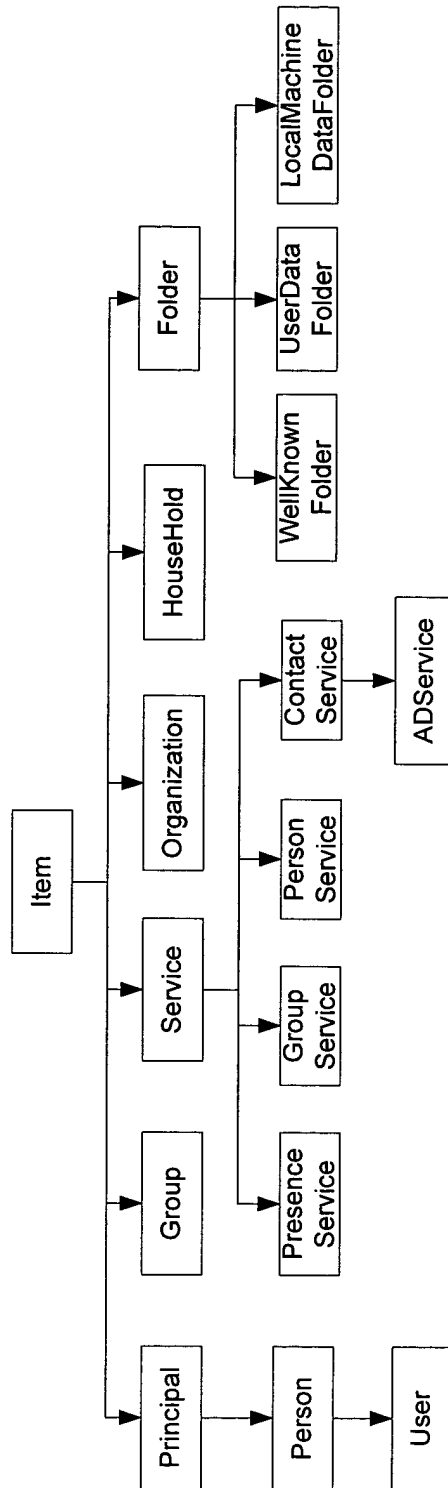 Item
Principal
Group
Service
Organization
HouseHold
Folder
Person
Presence
Service
Group
Service
Person
Service
Contact
Service
WellKnown
Folder
UserData
Folder
LocalMachine
DataFolder
User
ADService